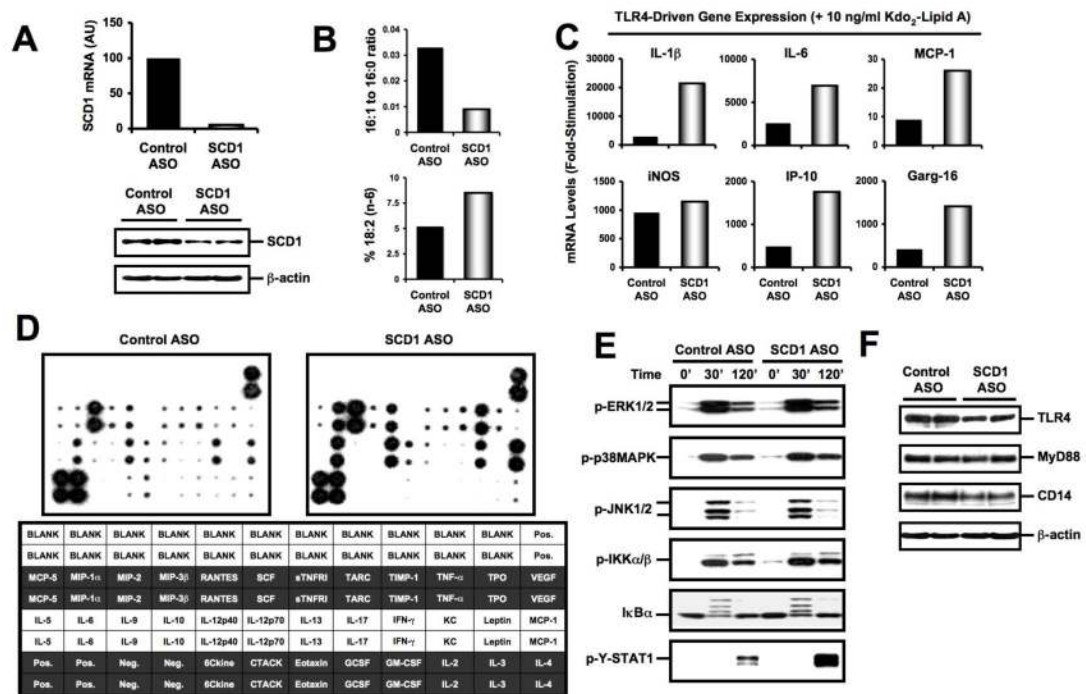 A
SCD1 mRNA (AU)
150
100
50
0
Control ASO
SCD1 ASO
Control ASO
SCD1 ASO
SCD1
β-actin
B
16:1 to 16:0 ratio
0.04
0.03
0.02
0.01
0
Control ASO
SCD1 ASO
% 18:2 (n-6)
10
7.5
5
2.5
0
Control ASO
SCD1 ASO
C
TLR4-Driven Gene Expression (+ 10 ng/ml Kdo2-Lipid A)
mRNA Levels (Fold-Stimulation)
IL-1β
30000
20000
10000
0
Control ASO
SCD1 ASO
IL-6
10000
5000
0
Control ASO
SCD1 ASO
MCP-1
30
20
10
0
Control ASO
SCD1 ASO
iNOS
1500
1000
500
0
Control ASO
SCD1 ASO
IP-10
2000
1000
0
Control ASO
SCD1 ASO
Garg-16
2000
1000
0
Control ASO
SCD1 ASO
D
Control ASO
SCD1 ASO
BLANK BLANK BLANK BLANK BLANK BLANK BLANK BLANK BLANK BLANK BLANK Pos.
BLANK BLANK BLANK BLANK BLANK BLANK BLANK BLANK BLANK BLANK BLANK Pos.
MCP-5 MIP-1α MIP-2 MIP-3β RANTES SCF sTNFRI TARC TIMP-1 TNF-α TPO VEGF
MCP-5 MIP-1α MIP-2 MIP-3β RANTES SCF sTNFRI TARC TIMP-1 TNF-α TPO VEGF
IL-5 IL-6 IL-9 IL-10 IL-12p40 IL-12p70 IL-13 IL-17 IFN-γ KC Leptin MCP-1
IL-5 IL-6 IL-9 IL-10 IL-12p40 IL-12p70 IL-13 IL-17 IFN-γ KC Leptin MCP-1
Pos. Pos. Neg. Neg. 6Ckine CTACK Eotaxin GCSF GM-CSF IL-2 IL-3 IL-4
Pos. Pos. Neg. Neg. 6Ckine CTACK Eotaxin GCSF GM-CSF IL-2 IL-3 IL-4
E
Control ASO SCD1 ASO
Time 0' 30' 120' 0' 30' 120'
p-ERK1/2
p-p38MAPK
p-JNK1/2
p-IKKα/β
IκBα
p-Y-STAT1
F
Control ASO
SCD1 ASO
TLR4
MyD88
CD14
β-actin